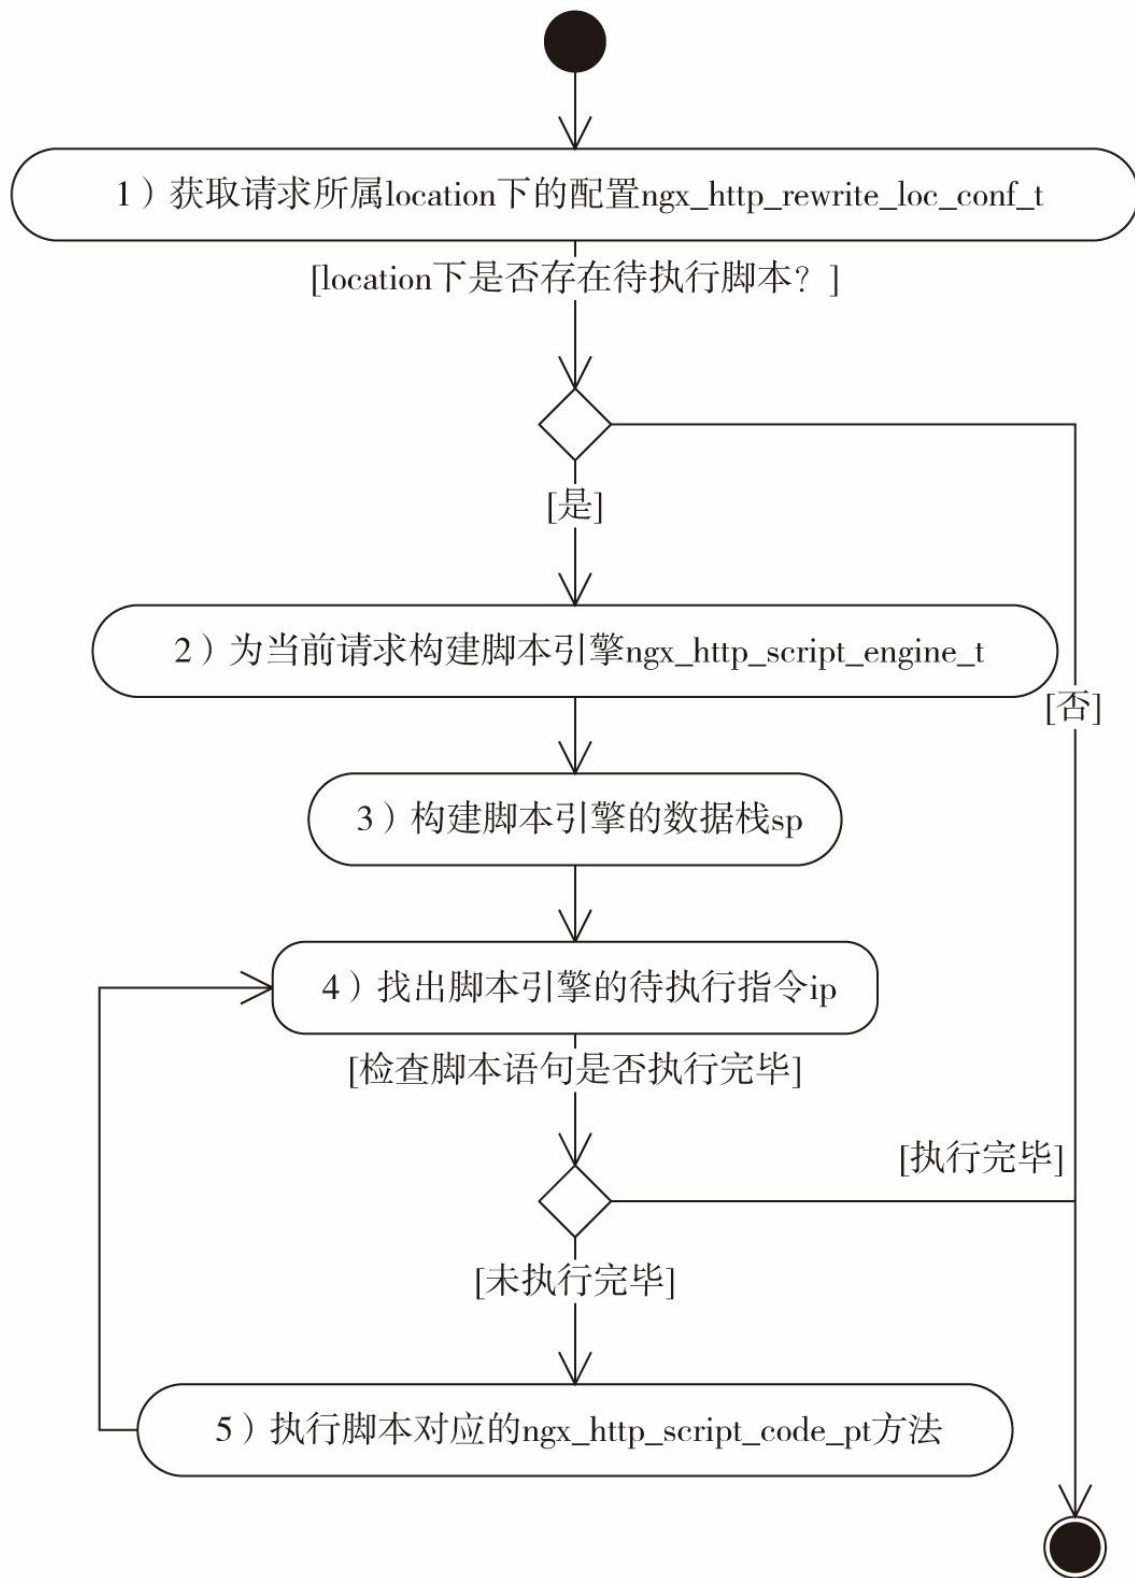 1）获取请求所属location下的配置ngx_http_rewrite_loc_conf_t
[location下是否存在待执行脚本？]
[是]
2）为当前请求构建脚本引擎ngx_http_script_engine_t
[否]
3）构建脚本引擎的数据栈sp
4）找出脚本引擎的待执行指令ip
[检查脚本语句是否执行完毕]
[执行完毕]
[未执行完毕]
5）执行脚本对应的ngx_http_script_code_pt方法